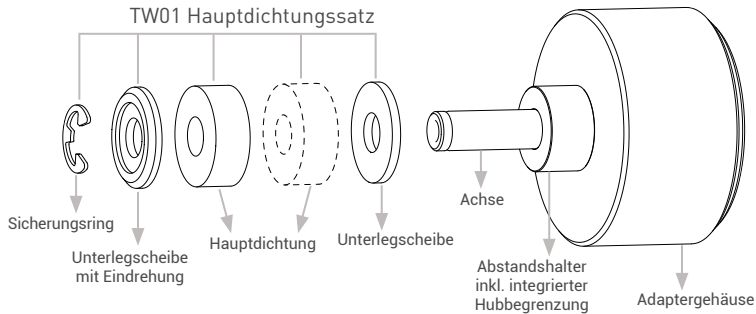 TW01 Hauptdichtungssatz
Sicherungsring
Unterlegscheibe
mit Eindrehung
Hauptdichtung
Unterlegscheibe
Achse
Abstandshalter
inkl. integrierter
Hubbegrenzung
Adaptergehäuse